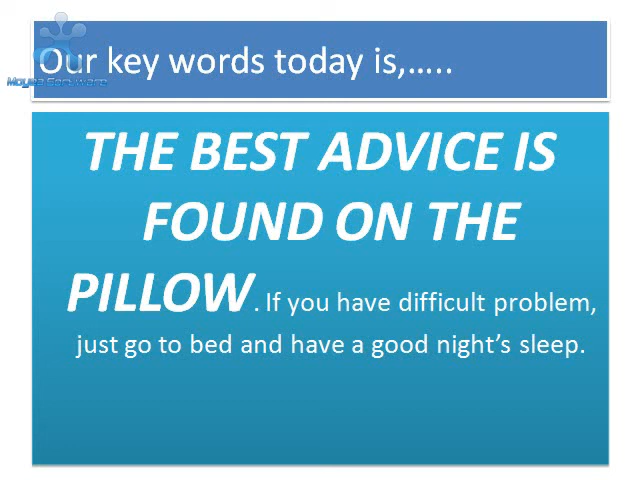 Our key words today is,…..
THE BEST ADVICE IS
FOUND ON THE
PILLOW. If you have difficult problem,
just go to bed and have a good night’s sleep.